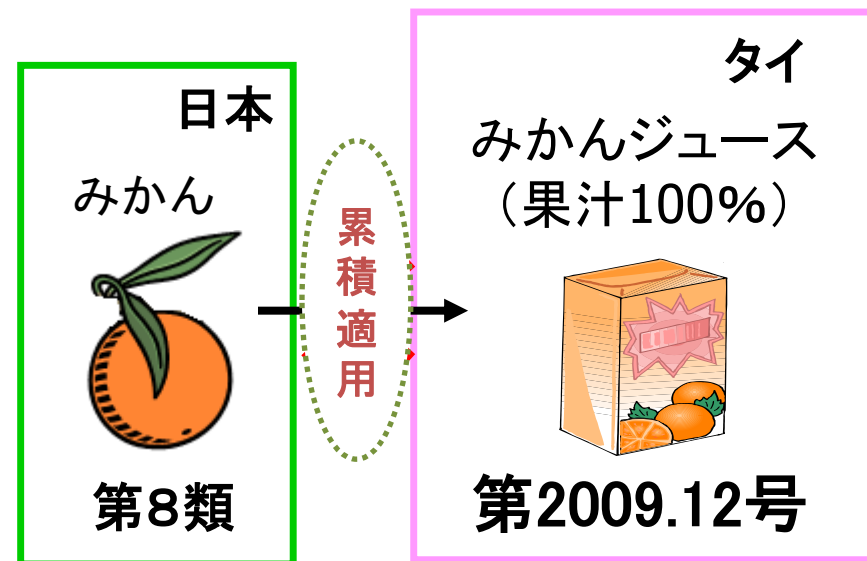 日本
みかん
第８類
累積適用
タイ
みかんジュース
（果汁100％）
第2009.12号